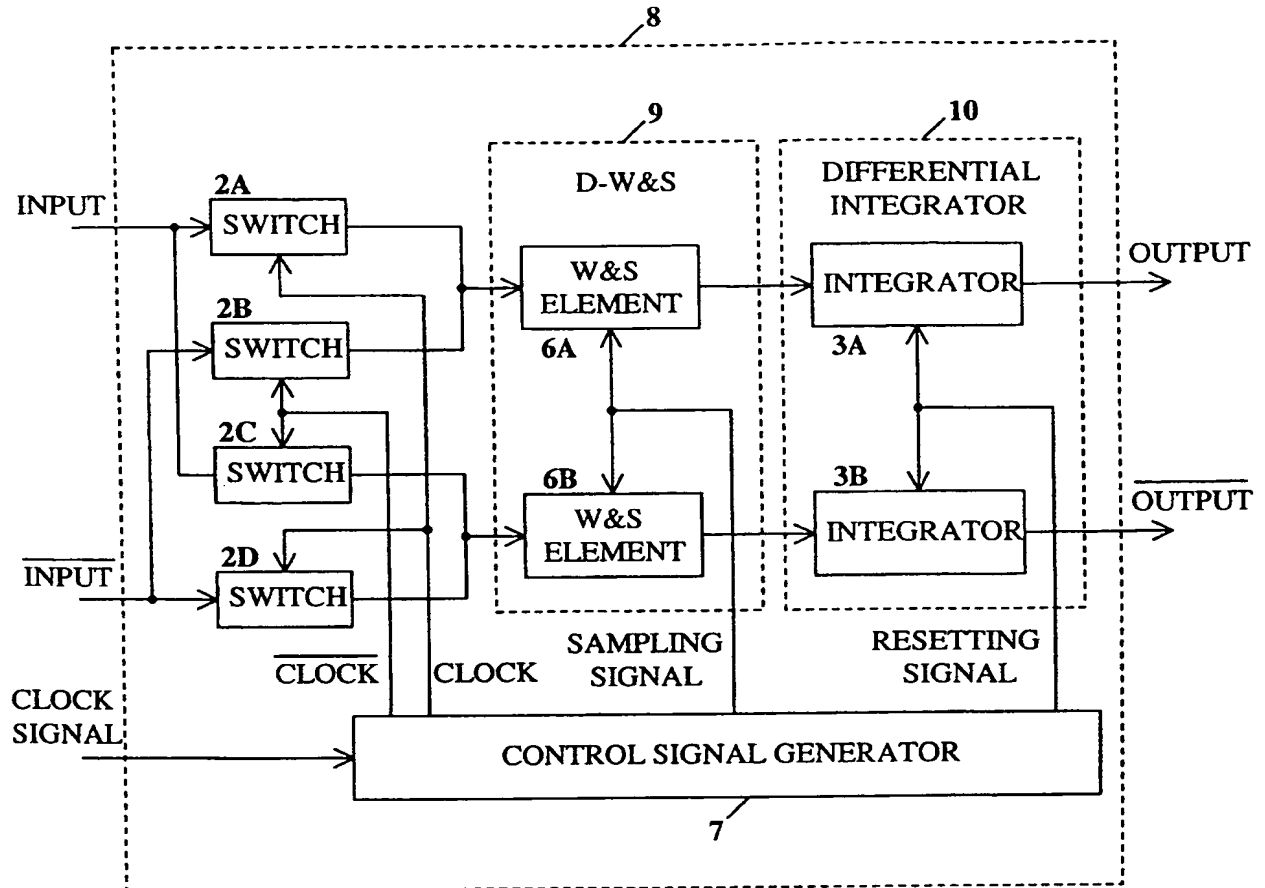 8
9
10
D-W&S
DIFFERENTIAL
INTEGRATOR
2A
INPUT
SWITCH
W&S
ELEMENT
6A
INTEGRATOR
3A
OUTPUT
2B
SWITCH
2C
SWITCH
6B
W&S
ELEMENT
3B
INTEGRATOR
OUTPUT
2D
INPUT
SWITCH
CLOCK
CLOCK
SAMPLING
SIGNAL
RESETTING
SIGNAL
CLOCK
SIGNAL
CONTROL SIGNAL GENERATOR
7